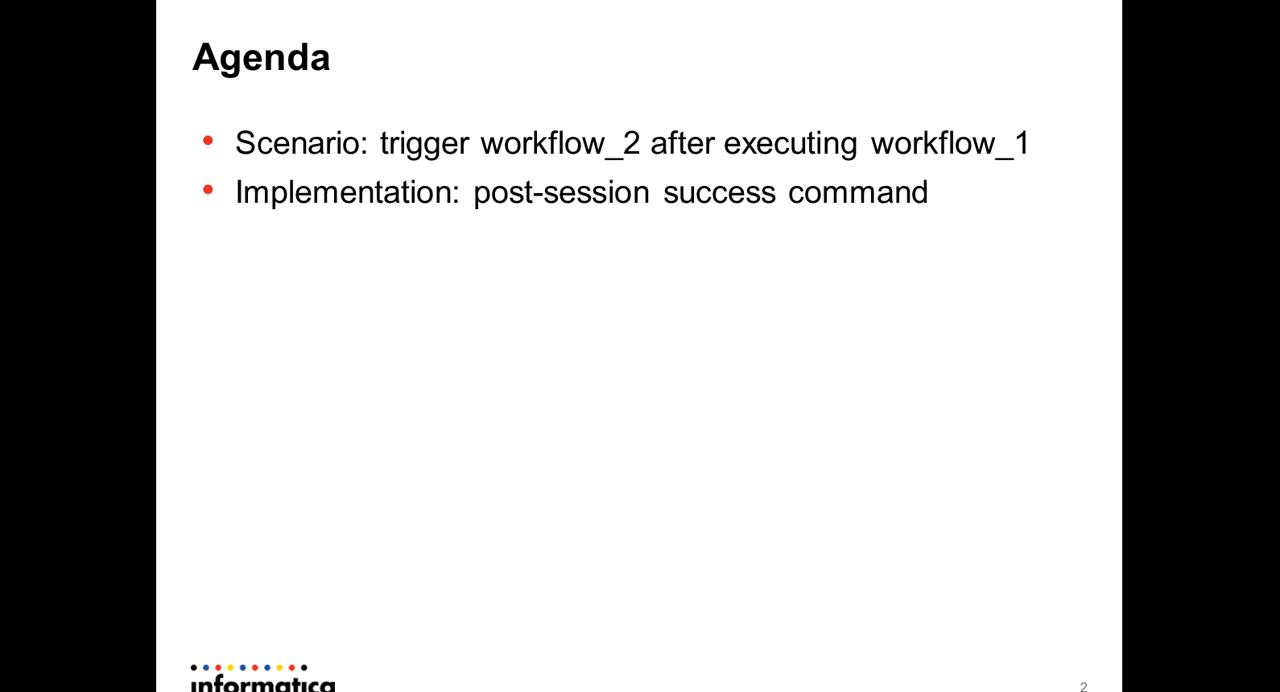 Agenda
• Scenario: trigger workflow_2 after executing workflow_1
• Implementation: post-session success command
informatica
2